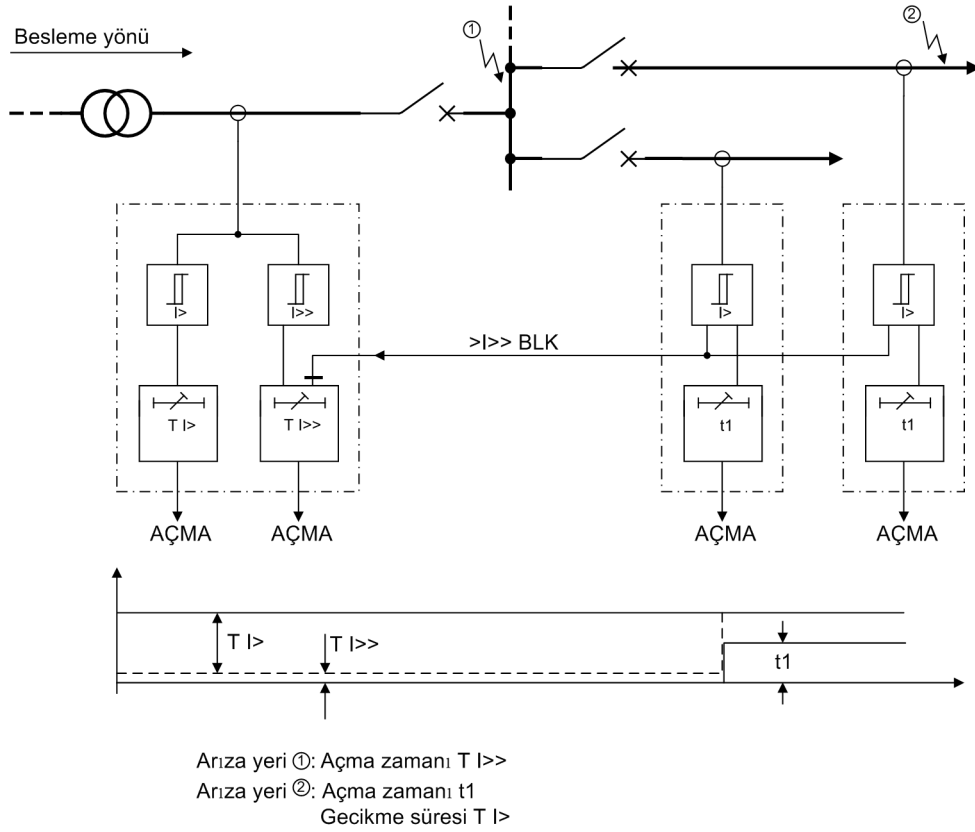 Besleme yönü
①
②
I>
I>>
I>
I>
>I>> BLK
T I>
T I>>
t1
t1
AÇMA
AÇMA
AÇMA
AÇMA
T I>
T I>>
t1
Arıza yeri ①: Açma zamanı T I>>
Arıza yeri ②: Açma zamanı t1
Gecikme süresi T I>